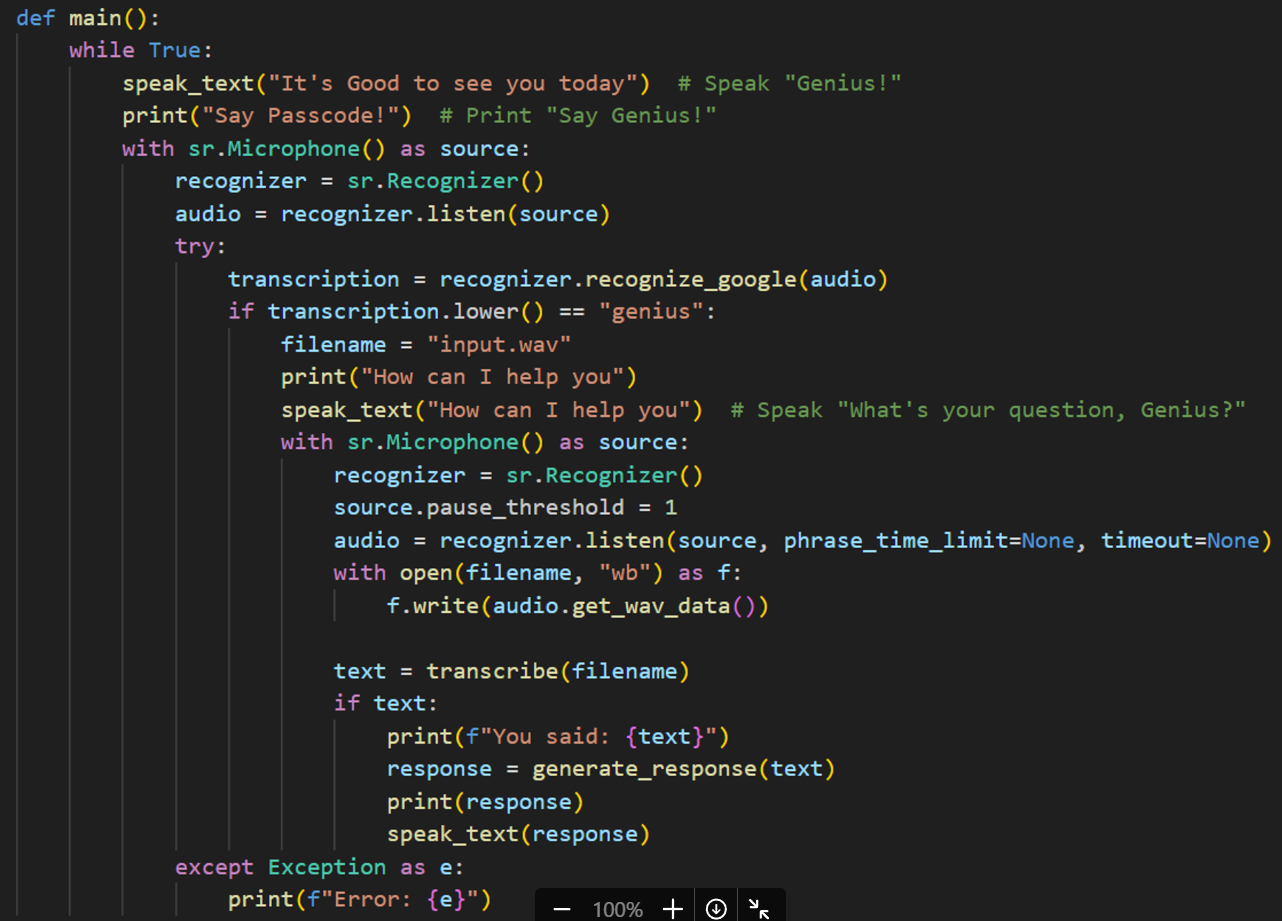 def main():
    while True:
        speak_text("It's Good to see you today")  # Speak "Genius!"
        print("Say Passcode!")  # Print "Say Genius!"
        with sr.Microphone() as source:
            recognizer = sr.Recognizer()
            audio = recognizer.listen(source)
            try:
                transcription = recognizer.recognize_google(audio)
                if transcription.lower() == "genius":
                    filename = "input.wav"
                    print("How can I help you")
                    speak_text("How can I help you")  # Speak "What's your question, Genius?"
                    with sr.Microphone() as source:
                        recognizer = sr.Recognizer()
                        source.pause_threshold = 1
                        audio = recognizer.listen(source, phrase_time_limit=None, timeout=None)
                        with open(filename, "wb") as f:
                            f.write(audio.get_wav_data())

                        text = transcribe(filename)
                        if text:
                            print(f"You said: {text}")
                            response = generate_response(text)
                            print(response)
                            speak_text(response)
            except Exception as e:
                print(f"Error: {e}")
100%